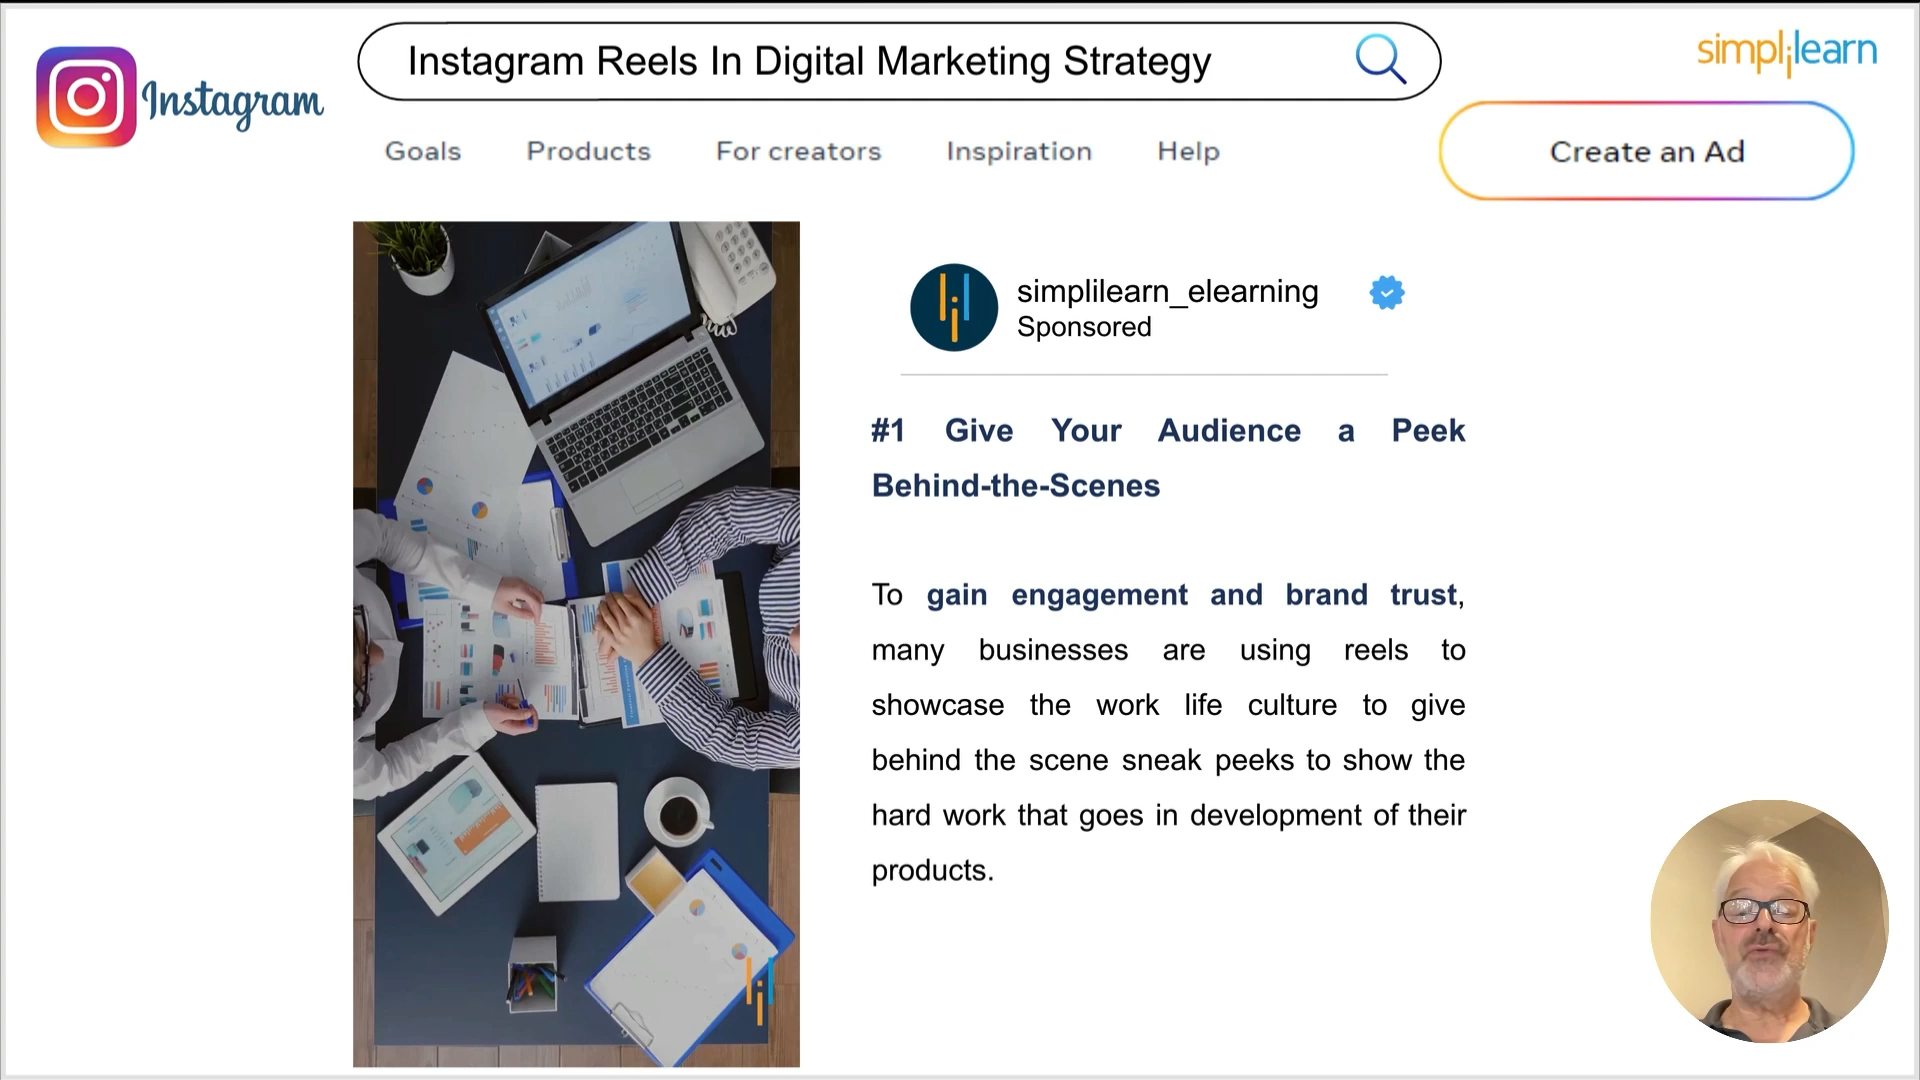 Instagram
Instagram Reels In Digital Marketing Strategy
simplilearn
Goals Products For creators Inspiration Help
Create an Ad
simplilearn_elearning
Sponsored
#1 Give Your Audience a Peek
Behind-the-Scenes
To gain engagement and brand trust,
many businesses are using reels to
showcase the work life culture to give
behind the scene sneak peeks to show the
hard work that goes in development of their
products.